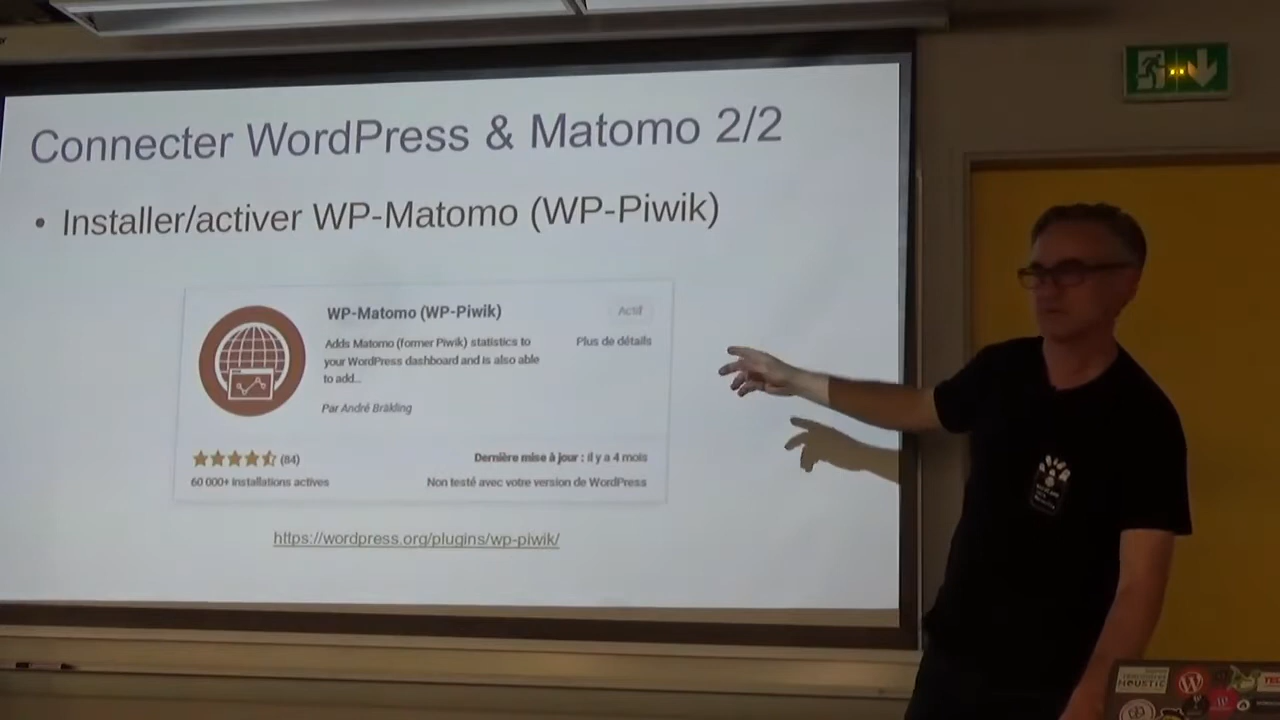 Connecter WordPress & Matomo 2/2
• Installer/activer WP-Matomo (WP-Piwik)
WP-Matomo (WP-Piwik)
Actif
Adds Matomo (former Piwik) statistics to
your WordPress dashboard and is also able
to add...
Plus de détails
Par André Bräkling
(84)
60 000+ installations actives
Dernière mise à jour : il y a 4 mois
Non testé avec votre version de WordPress
https://wordpress.org/plugins/wp-piwik/
MOUSTIC